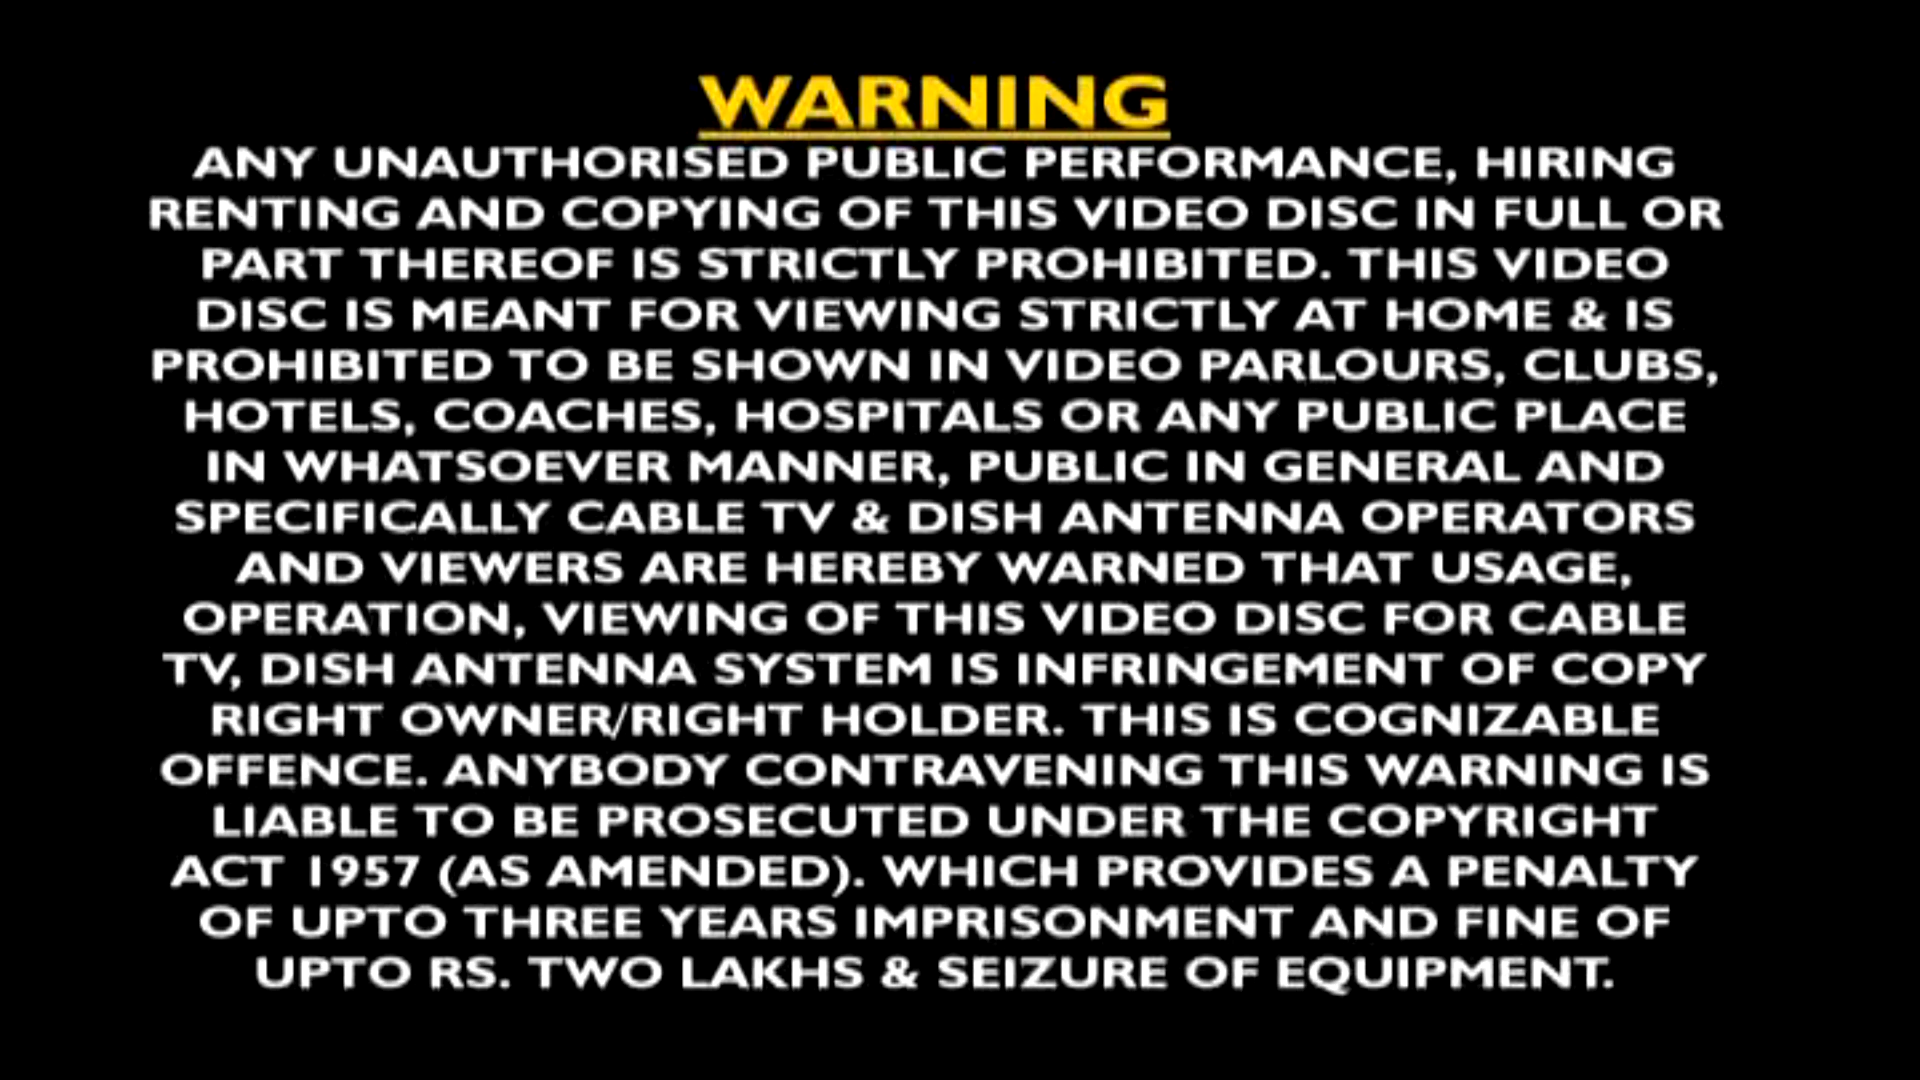 WARNING
ANY UNAUTHORISED PUBLIC PERFORMANCE, HIRING
RENTING AND COPYING OF THIS VIDEO DISC IN FULL OR
PART THEREOF IS STRICTLY PROHIBITED. THIS VIDEO
DISC IS MEANT FOR VIEWING STRICTLY AT HOME & IS
PROHIBITED TO BE SHOWN IN VIDEO PARLOURS, CLUBS,
HOTELS, COACHES, HOSPITALS OR ANY PUBLIC PLACE
IN WHATSOEVER MANNER, PUBLIC IN GENERAL AND
SPECIFICALLY CABLE TV & DISH ANTENNA OPERATORS
AND VIEWERS ARE HEREBY WARNED THAT USAGE,
OPERATION, VIEWING OF THIS VIDEO DISC FOR CABLE
TV, DISH ANTENNA SYSTEM IS INFRINGEMENT OF COPY
RIGHT OWNER/RIGHT HOLDER. THIS IS COGNIZABLE
OFFENCE. ANYBODY CONTRAVENING THIS WARNING IS
LIABLE TO BE PROSECUTED UNDER THE COPYRIGHT
ACT 1957 (AS AMENDED). WHICH PROVIDES A PENALTY
OF UPTO THREE YEARS IMPRISONMENT AND FINE OF
UPTO RS. TWO LAKHS & SEIZURE OF EQUIPMENT.